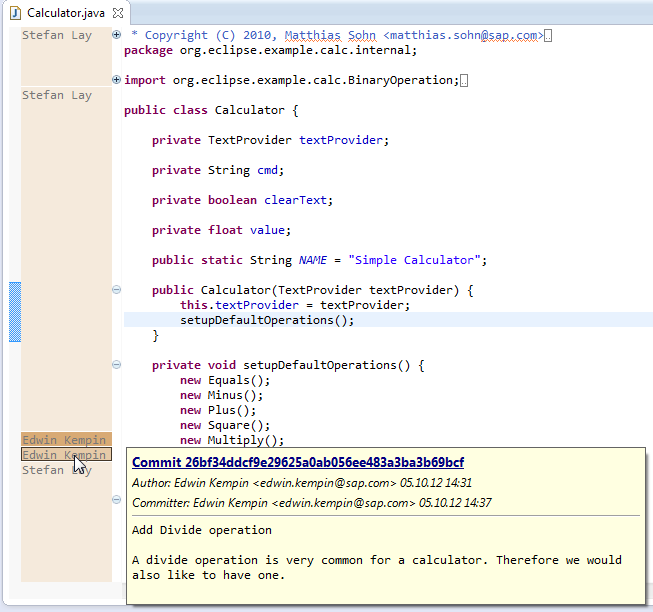 Calculator.java
Stefan Lay * Copyright (C) 2010, Matthias Sohn <matthias.sohn@sap.com>
package org.eclipse.example.calc.internal;
import org.eclipse.example.calc.BinaryOperation;
Stefan Lay
public class Calculator {
private TextProvider textProvider;
private String cmd;
private boolean clearText;
private float value;
public static String NAME = "Simple Calculator";
public Calculator(TextProvider textProvider) {
this.textProvider = textProvider;
setupDefaultOperations();
}
private void setupDefaultOperations() {
new Equals();
new Minus();
new Plus();
new Square();
Edwin Kempin new Multiply();
Edwin Kempin
Stefan Lay
Commit 26bf34ddcf9e29625a0ab056ee483a3ba3b69bcf
Author: Edwin Kempin <edwin.kempin@sap.com> 05.10.12 14:31
Committer: Edwin Kempin <edwin.kempin@sap.com> 05.10.12 14:37
Add Divide operation
A divide operation is very common for a calculator. Therefore we would
also like to have one.